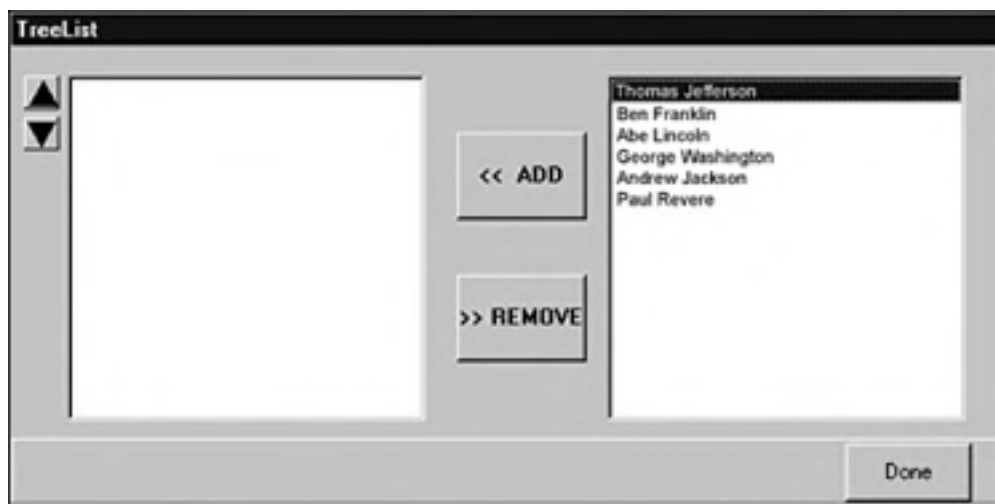 TreeList
<< ADD
>> REMOVE
Thomas Jefferson
Ben Franklin
Abe Lincoln
George Washington
Andrew Jackson
Paul Revere
Done